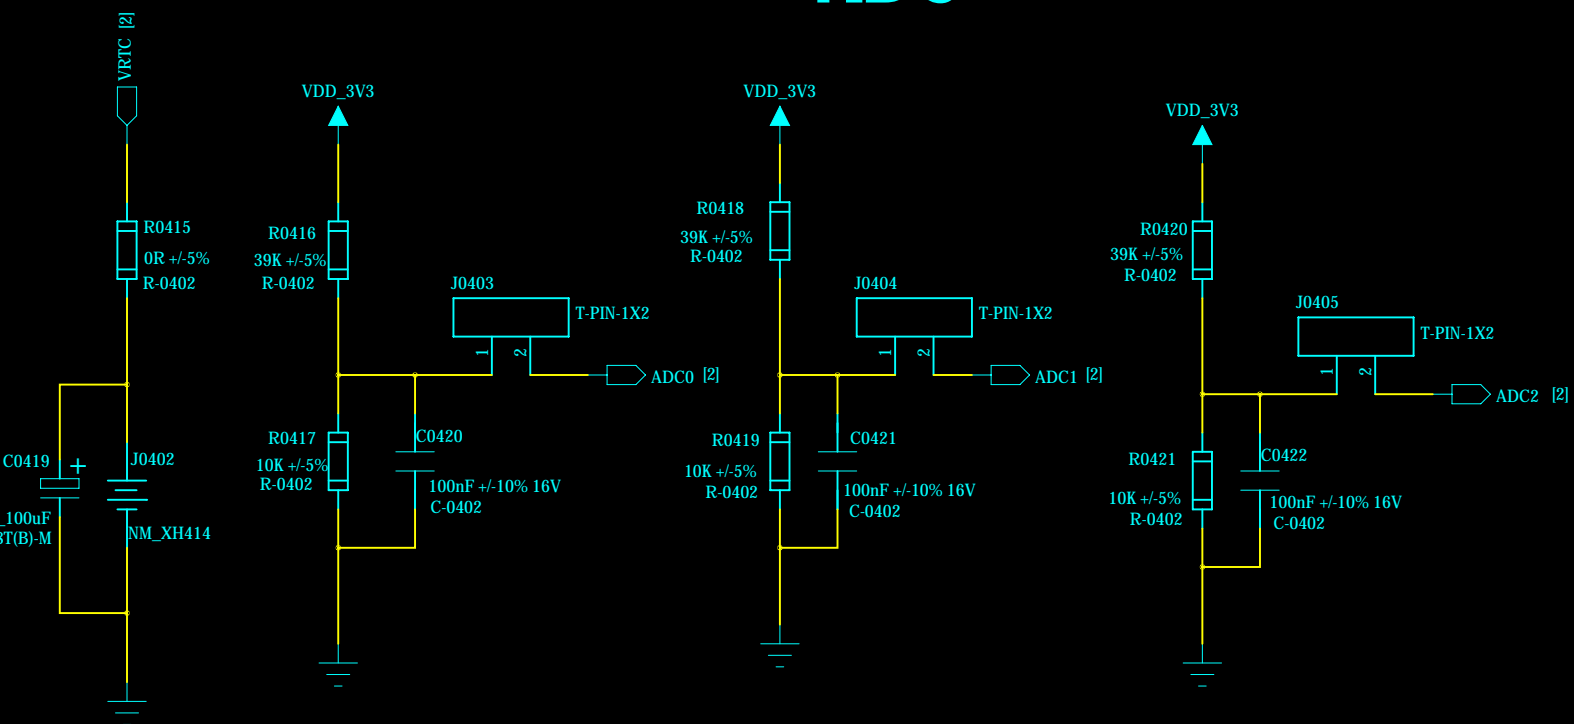 VRTC [2]
R0415
0R +/-5%
R-0402
C0419
+
_100uF
J0402
NM_XH414
VDD_3V3
R0416
39K +/-5%
R-0402
J0403
T-PIN-1X2
1
2
ADC0 [2]
R0417
10K +/-5%
R-0402
C0420
100nF +/-10% 16V
C-0402
VDD_3V3
R0418
39K +/-5%
R-0402
J0404
T-PIN-1X2
1
2
ADC1 [2]
R0419
10K +/-5%
R-0402
C0421
100nF +/-10% 16V
C-0402
VDD_3V3
R0420
39K +/-5%
R-0402
J0405
T-PIN-1X2
1
2
ADC2 [2]
R0421
10K +/-5%
R-0402
C0422
100nF +/-10% 16V
C-0402